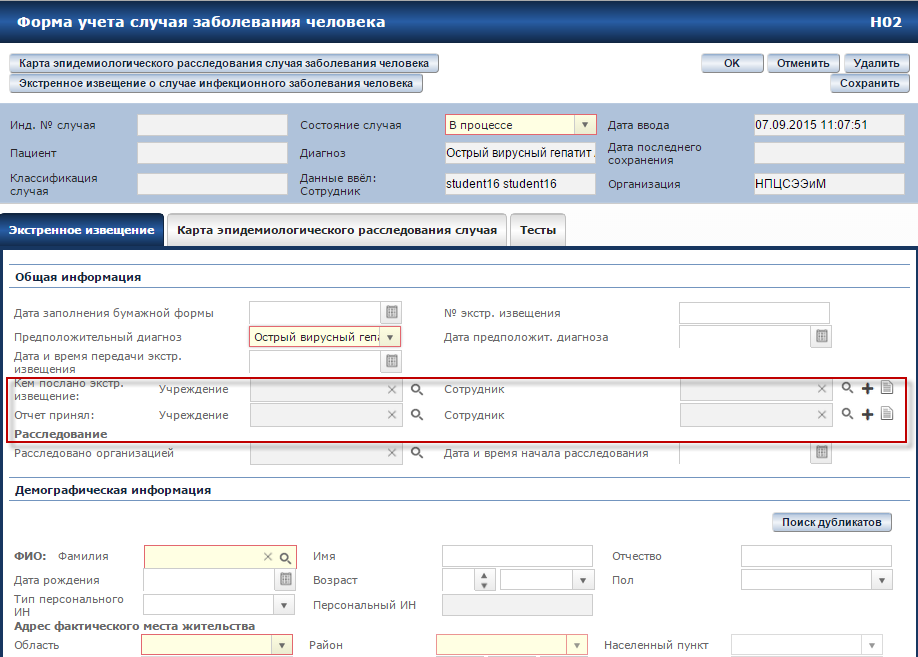 Форма учета случая заболевания человека H02
Карта эпидемиологического расследования случая заболевания человека OK Отменить Удалить
Экстренное извещение о случае инфекционного заболевания человека Сохранить
Инд. № случая Состояние случая В процессе Дата ввода 07.09.2015 11:07:51
Пациент Диагноз Острый вирусный гепатит Дата последнего
сохранения
Классификация
случая Данные ввёл:
Сотрудник student16 student16 Организация НПЦСЭЭиМ
Экстренное извещение Карта эпидемиологического расследования случая Тесты
Общая информация
Дата заполнения бумажной формы № экстр. извещения
Предположительный диагноз Острый вирусный гепа Дата предположит. диагноза
Дата и время передачи экстр.
извещения
Кем послано экстр.
извещение: Учреждение Сотрудник
Отчет принял: Учреждение Сотрудник
Расследование
Расследовано организацией Дата и время начала расследования
Демографическая информация
Поиск дубликатов
ФИО: Фамилия Имя Отчество
Дата рождения Возраст Пол
Тип персонального
ИН Персональный ИН
Адрес фактического места жительства
Область Район Населенный пункт